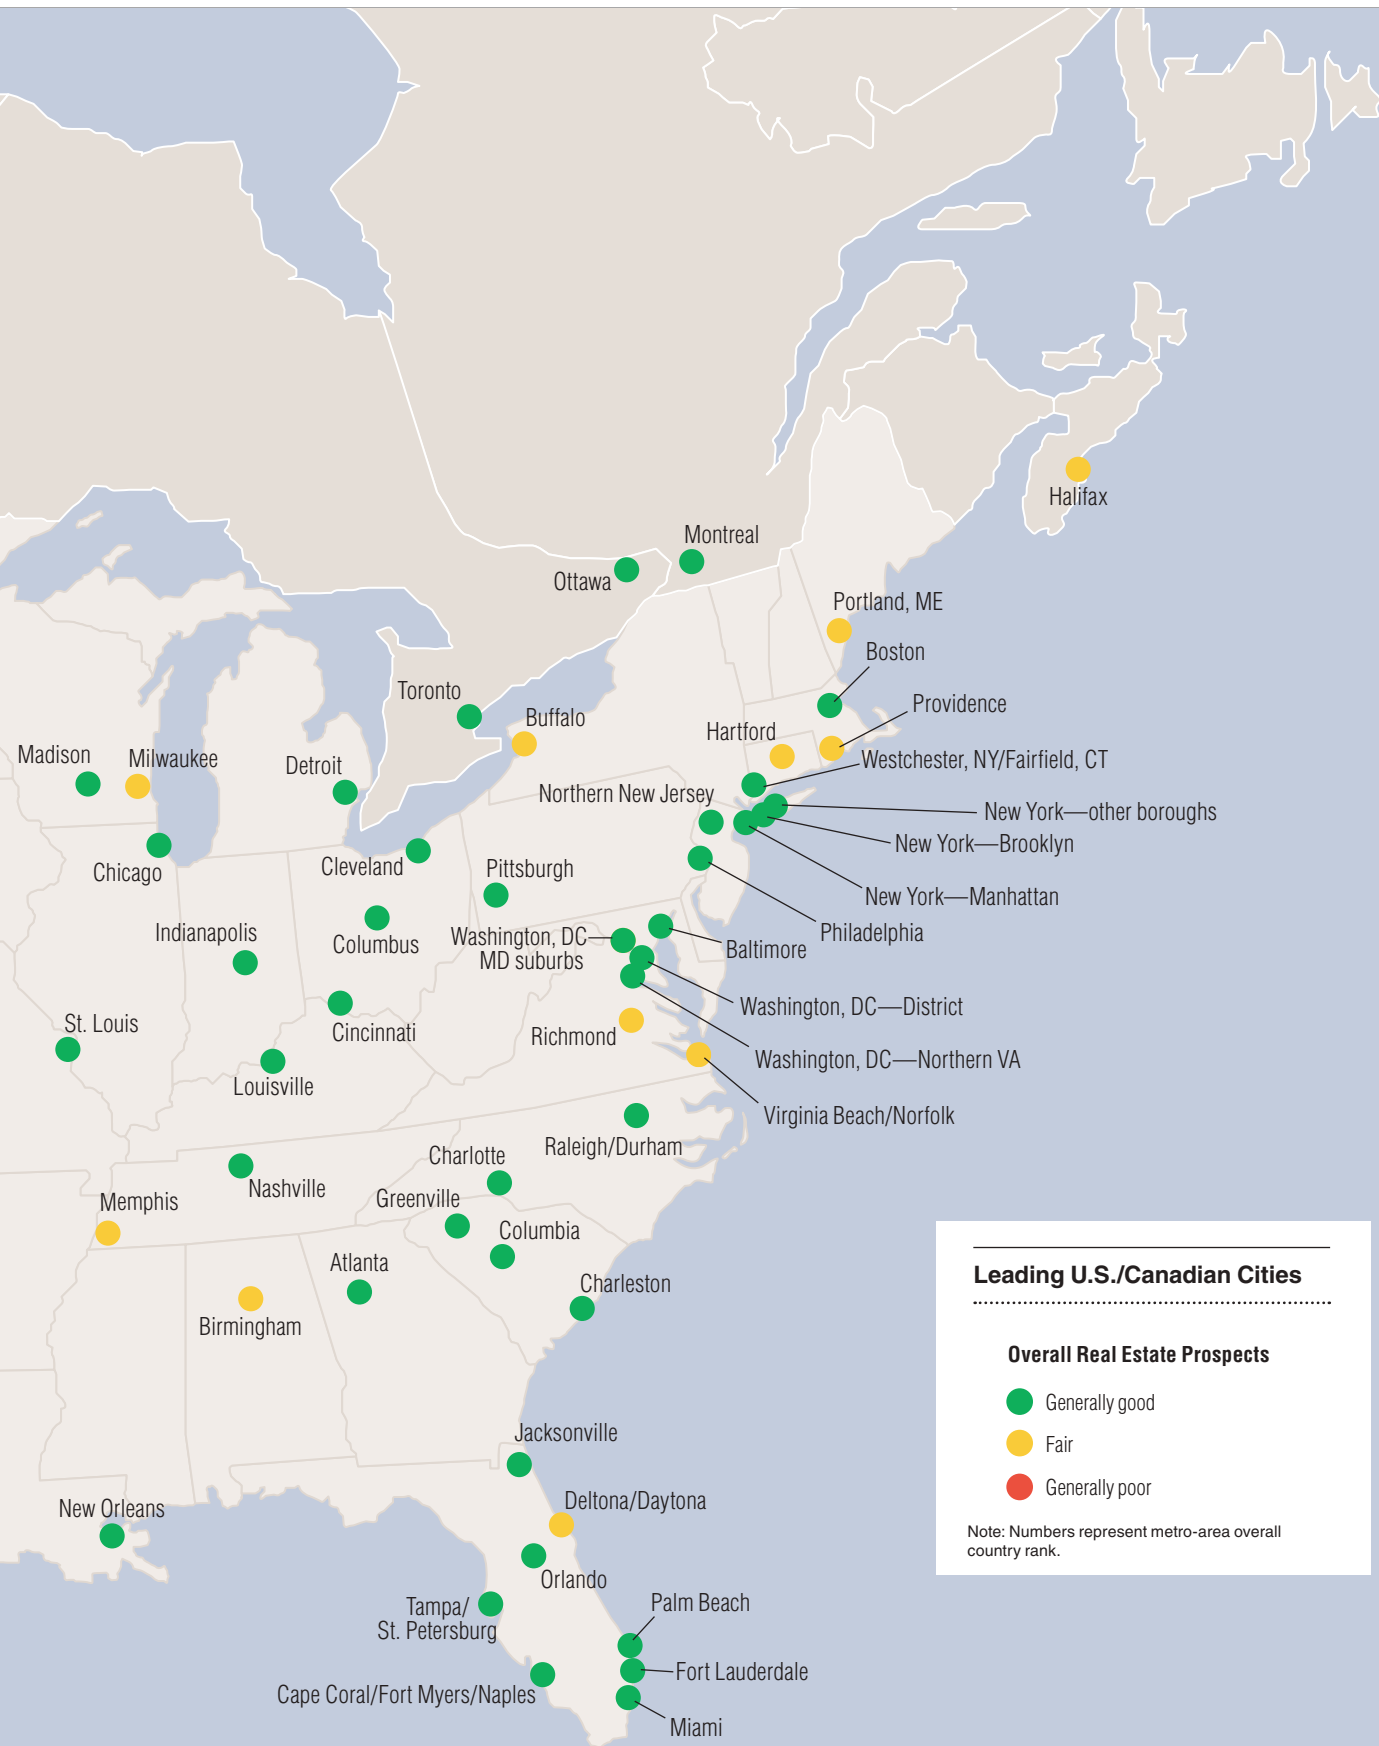 Halifax
Montreal
Ottawa
Portland, ME
Boston
Toronto
Providence
Buffalo
Hartford
Madison
Milwaukee
Detroit
Westchester, NY/Fairfield, CT
Northern New Jersey
New York—other boroughs
New York—Brooklyn
Cleveland
Pittsburgh
Chicago
New York—Manhattan
Philadelphia
Indianapolis
Columbus
Washington, DC
MD suburbs
Baltimore
Washington, DC—District
St. Louis
Cincinnati
Richmond
Washington, DC—Northern VA
Louisville
Virginia Beach/Norfolk
Raleigh/Durham
Charlotte
Nashville
Greenville
Memphis
Columbia
Atlanta
Charleston
Birmingham
Leading U.S./Canadian Cities
Overall Real Estate Prospects
Generally good
Fair
Generally poor
Note: Numbers represent metro-area overall
country rank.
Jacksonville
New Orleans
Deltona/Daytona
Orlando
Tampa/
St. Petersburg
Palm Beach
Fort Lauderdale
Cape Coral/Fort Myers/Naples
Miami